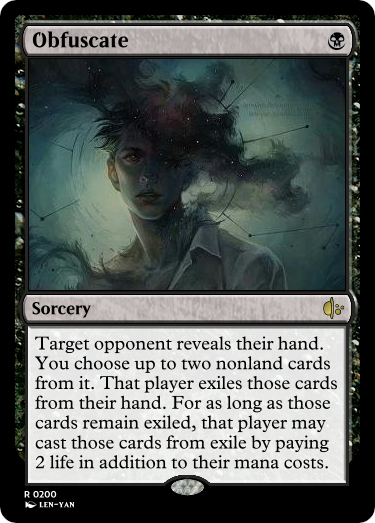 Obfuscate
Sorcery
Target opponent reveals their hand.
You choose up to two nonland cards
from it. That player exiles those cards
from their hand. For as long as those
cards remain exiled, that player may
cast those cards from exile by paying
2 life in addition to their mana costs.
R 0200
LEN-YAN